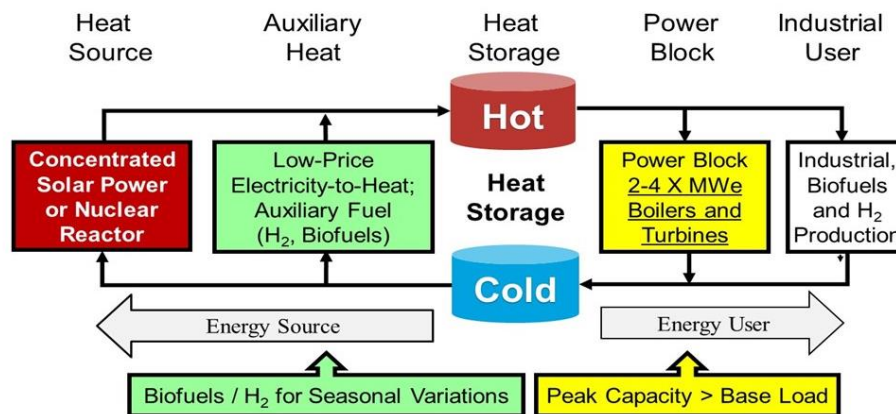 Heat
Source
Auxiliary
Heat
Heat
Storage
Power
Block
Industrial
User
Hot
Concentrated
Solar Power
or Nuclear
Reactor
Low-Price
Electricity-to-Heat;
Auxiliary Fuel
(H₂, Biofuels)
Heat
Storage
Power Block
2-4 X MWe
Boilers and
Turbines
Industrial,
Biofuels
and H₂
Production
Cold
Energy Source
Energy User
Biofuels / H₂ for Seasonal Variations
Peak Capacity > Base Load